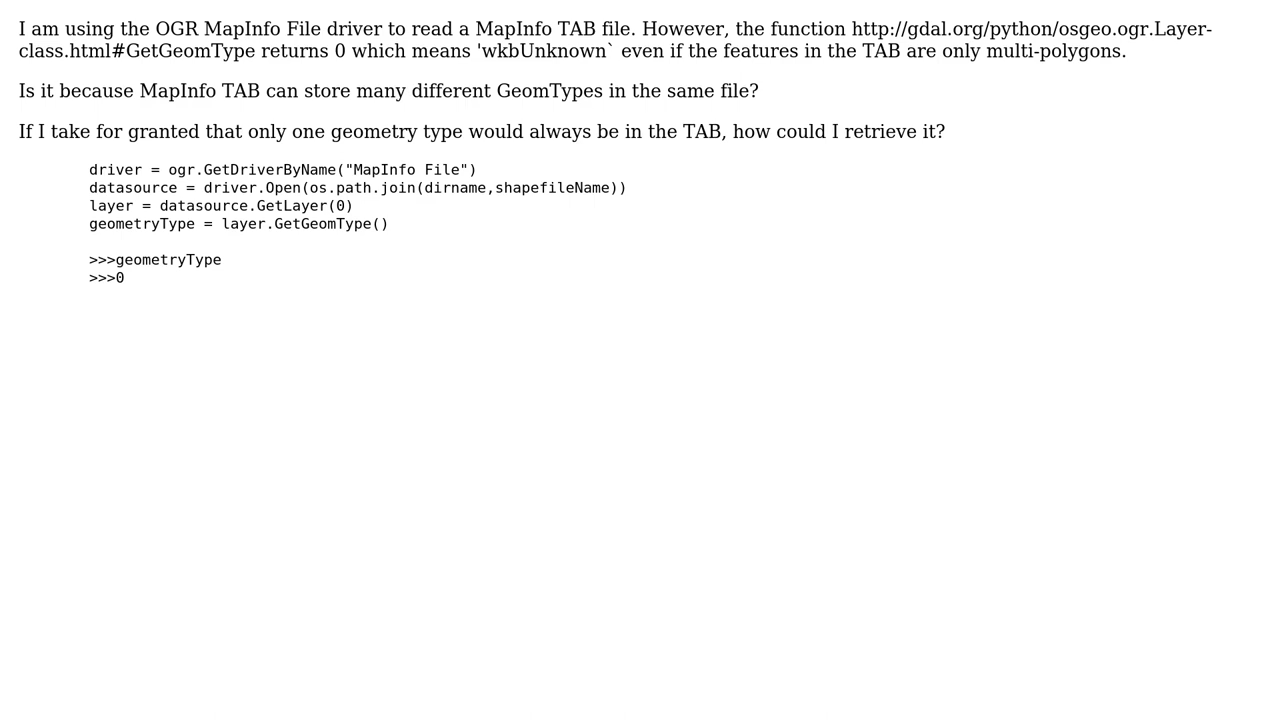 I am using the OGR MapInfo File driver to read a MapInfo TAB file. However, the function http://gdal.org/python/osgeo.ogr.Layer-
class.html#GetGeomType returns 0 which means 'wkbUnknown` even if the features in the TAB are only multi-polygons.
Is it because MapInfo TAB can store many different GeomTypes in the same file?
If I take for granted that only one geometry type would always be in the TAB, how could I retrieve it?
driver = ogr.GetDriverByName("MapInfo File")
datasource = driver.Open(os.path.join(dirname,shapefileName))
layer = datasource.GetLayer(0)
geometryType = layer.GetGeomType()
>>>geometryType
>>>0